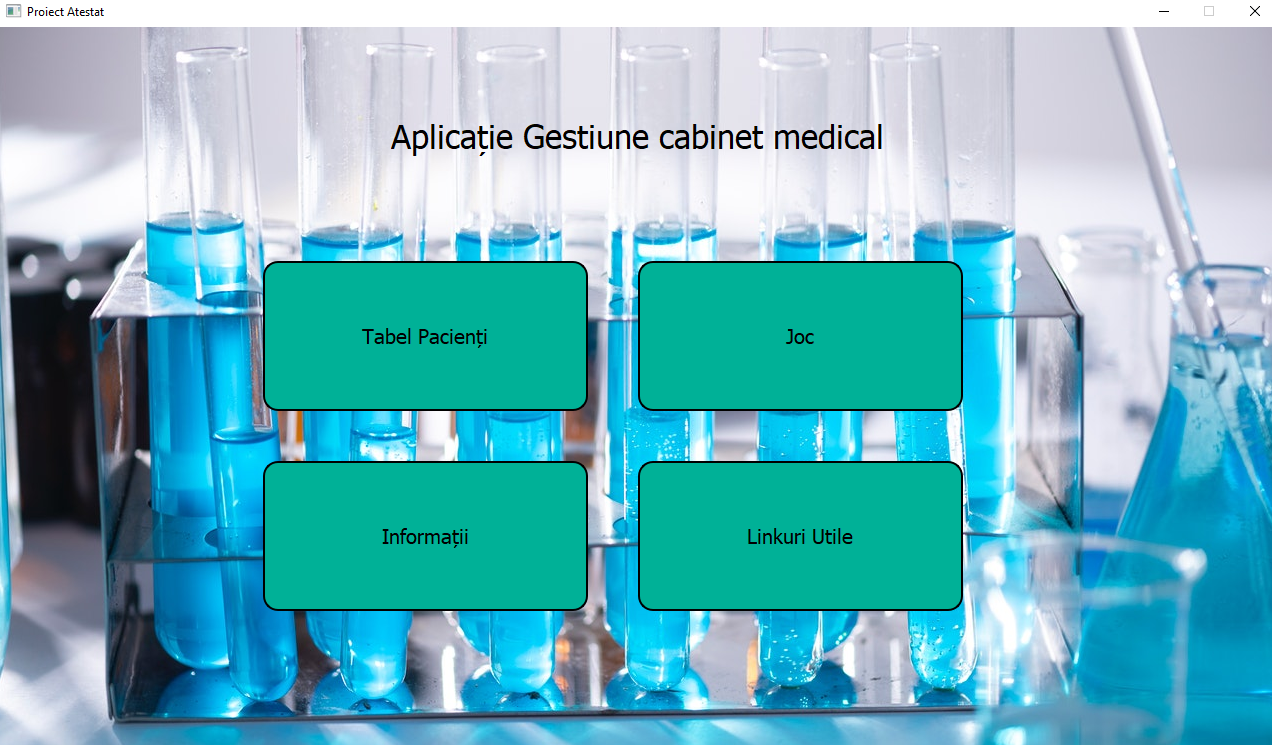 Proiect Atestat
Aplicație Gestiune cabinet medical
Tabel Pacienți
Joc
Informații
Linkuri Utile